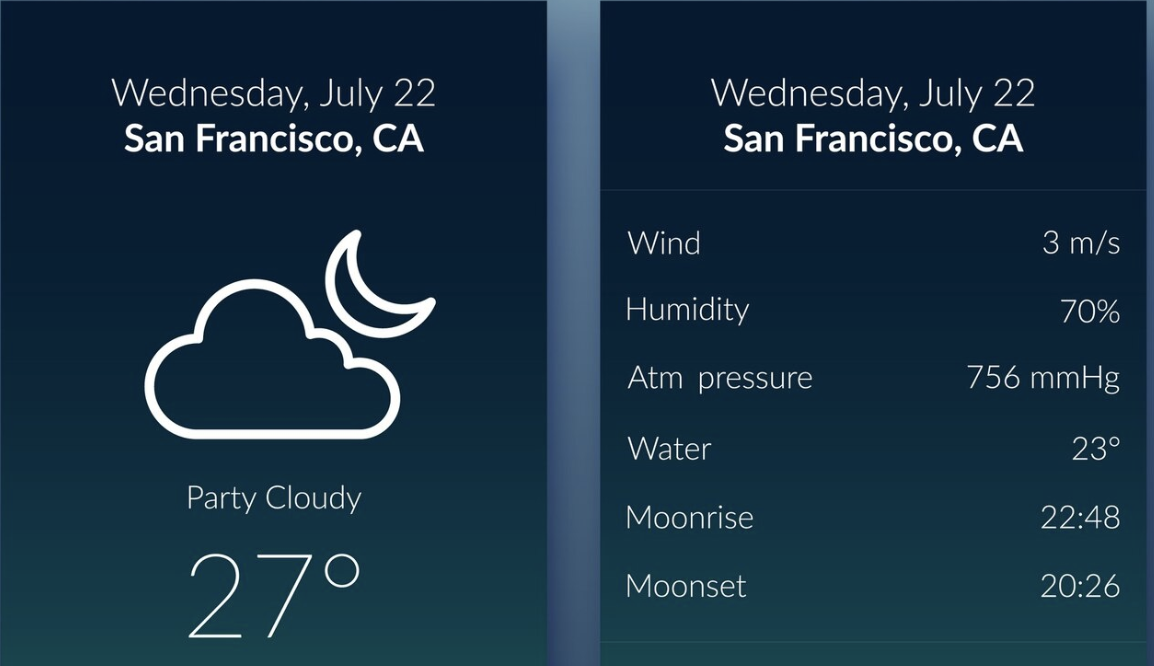 Wednesday, July 22
San Francisco, CA
Party Cloudy
27°
Wednesday, July 22
San Francisco, CA
Wind 3 m/s
Humidity 70%
Atm pressure 756 mmHg
Water 23°
Moonrise 22:48
Moonset 20:26